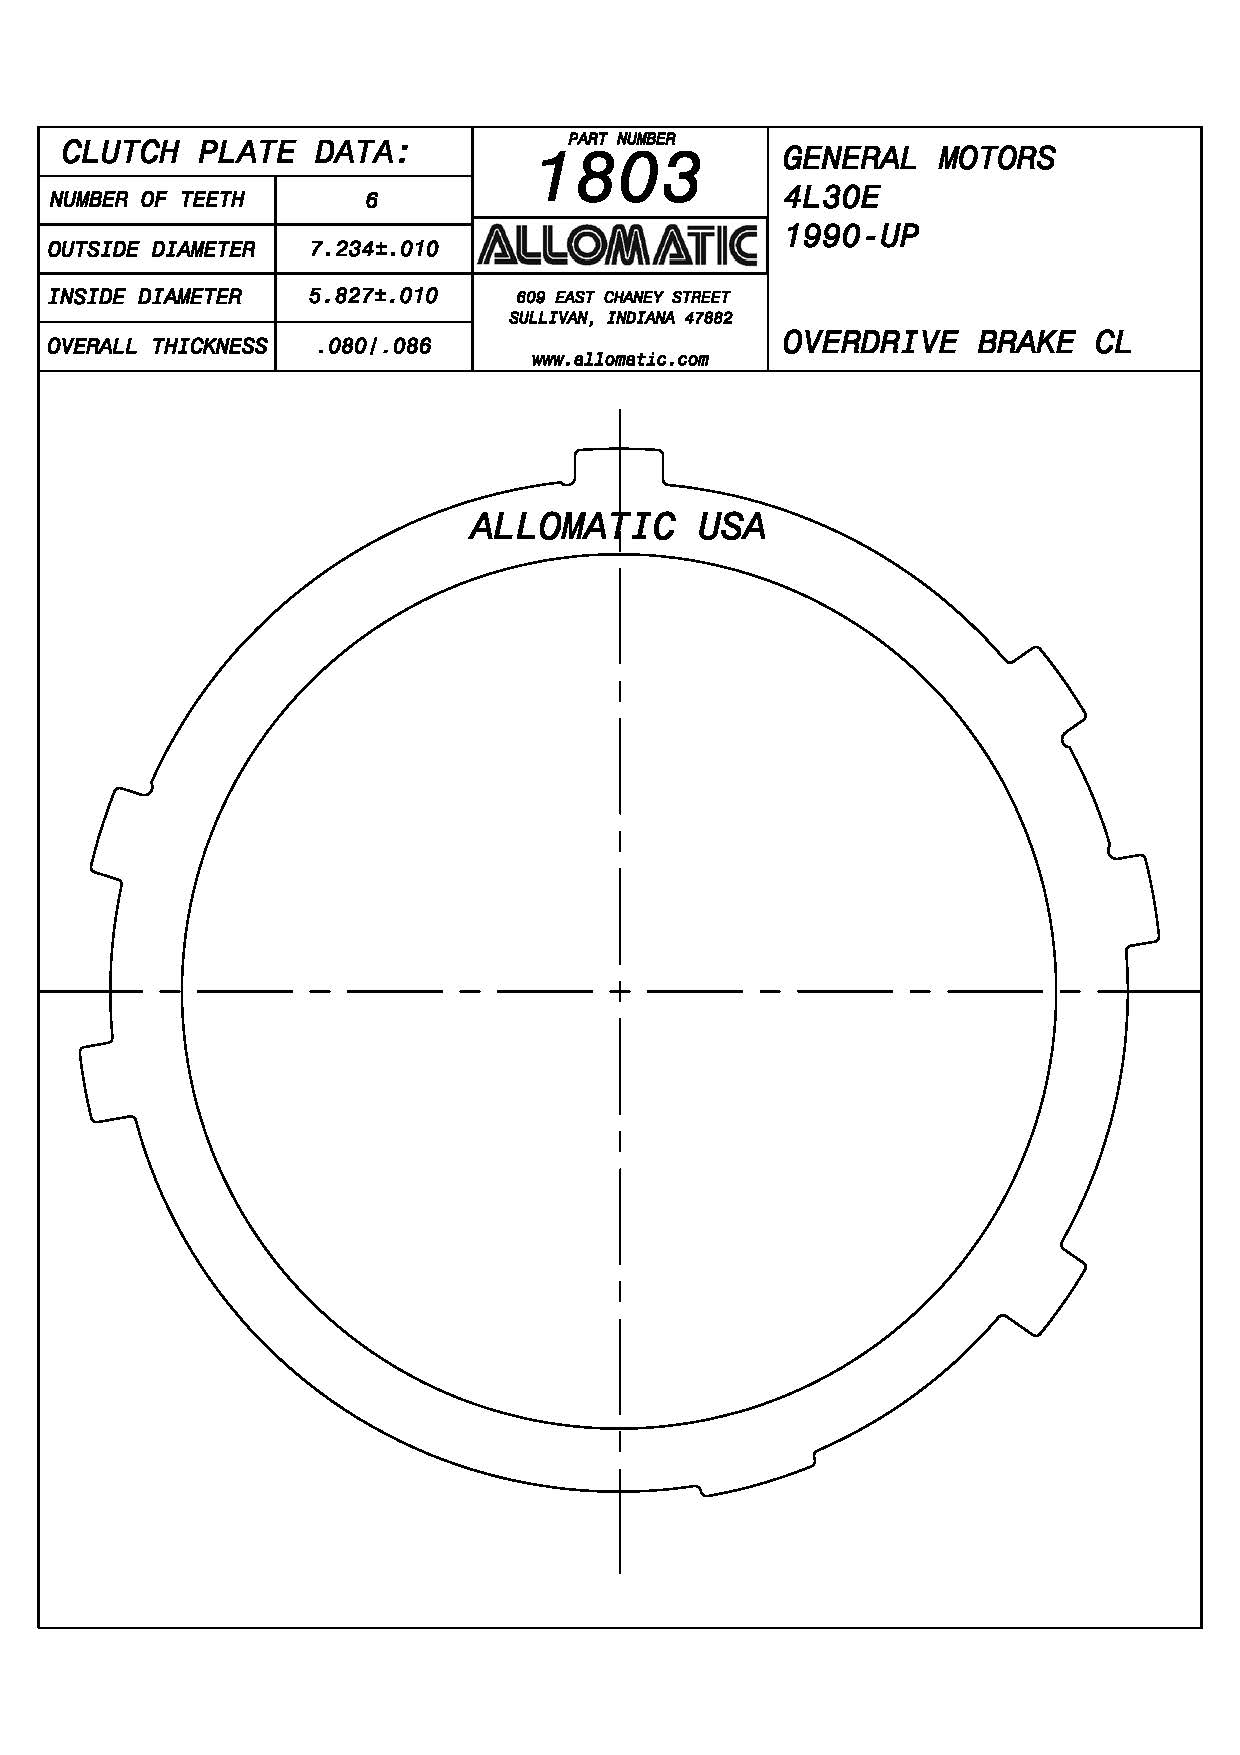 CLUTCH PLATE DATA:
NUMBER OF TEETH 6
OUTSIDE DIAMETER 7.234±.010
INSIDE DIAMETER 5.827±.010
OVERALL THICKNESS .080/.086
PART NUMBER
1803
ALLOMATIC
609 EAST CHANEY STREET
SULLIVAN, INDIANA 47882
www.allomatic.com
GENERAL MOTORS
4L30E
1990-UP
OVERDRIVE BRAKE CL
ALLOMATIC USA